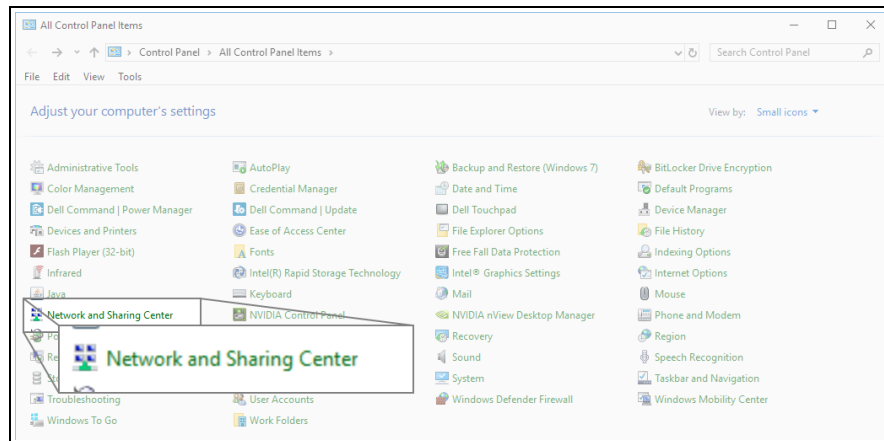 All Control Panel Items
Control Panel > All Control Panel Items >
Search Control Panel
File Edit View Tools
Adjust your computer's settings
View by: Small icons
Administrative Tools
AutoPlay
Backup and Restore (Windows 7)
BitLocker Drive Encryption
Color Management
Credential Manager
Date and Time
Default Programs
Dell Command | Power Manager
Dell Command | Update
Dell Touchpad
Device Manager
Devices and Printers
Ease of Access Center
File Explorer Options
File History
Flash Player (32-bit)
Fonts
Free Fall Data Protection
Indexing Options
Infrared
Intel(R) Rapid Storage Technology
Intel® Graphics Settings
Internet Options
Java
Keyboard
Mail
Mouse
Network and Sharing Center
NVIDIA Control Panel
NVIDIA nView Desktop Manager
Phone and Modem
Recovery
Region
Network and Sharing Center
Sound
Speech Recognition
System
Taskbar and Navigation
Troubleshooting
User Accounts
Windows Defender Firewall
Windows Mobility Center
Windows To Go
Work Folders